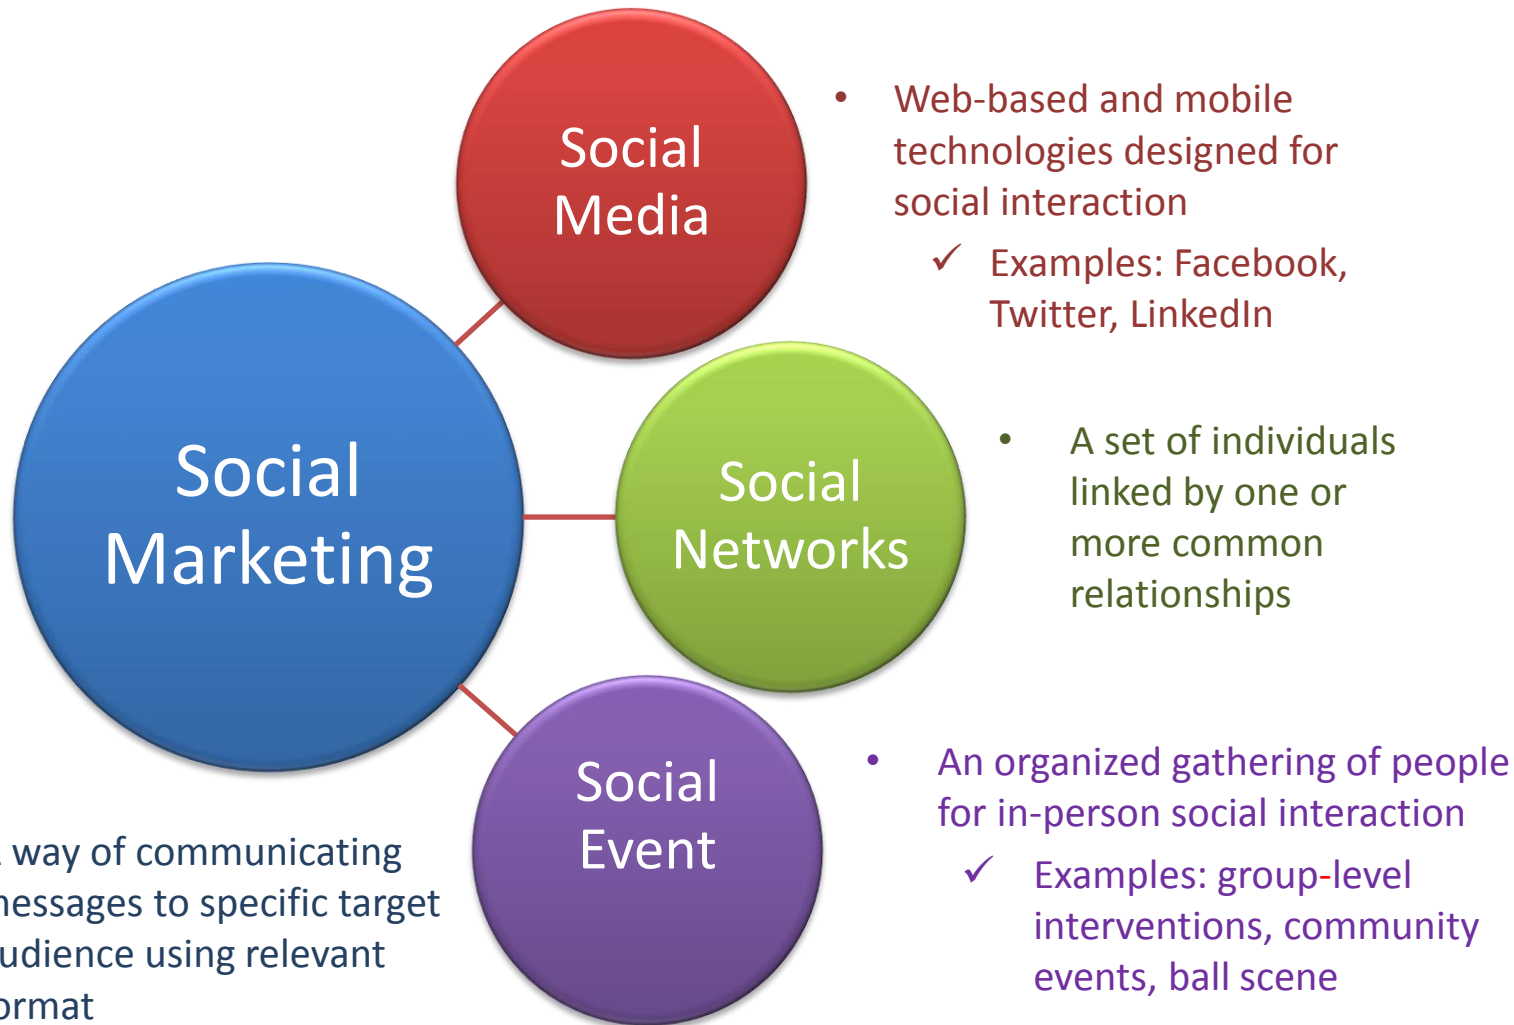 Social
Media
• Web-based and mobile
technologies designed for
social interaction
✓ Examples: Facebook,
Twitter, LinkedIn
Social
Marketing
Social
Networks
• A set of individuals
linked by one or
more common
relationships
Social
Event
• An organized gathering of people
for in-person social interaction
✓ Examples: group-level
interventions, community
events, ball scene
way of communicating
messages to specific target
audience using relevant
format